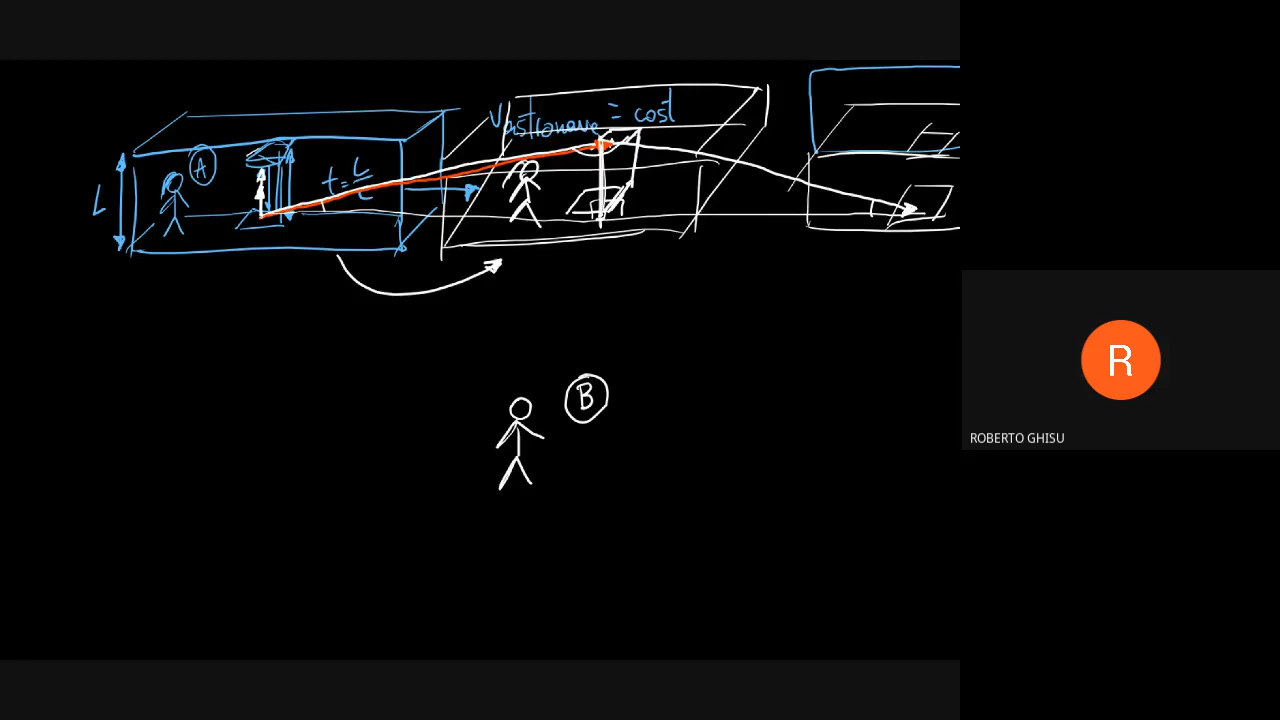 Vastronave = cost
A
L
t = L/c
B
R
ROBERTO GHISU